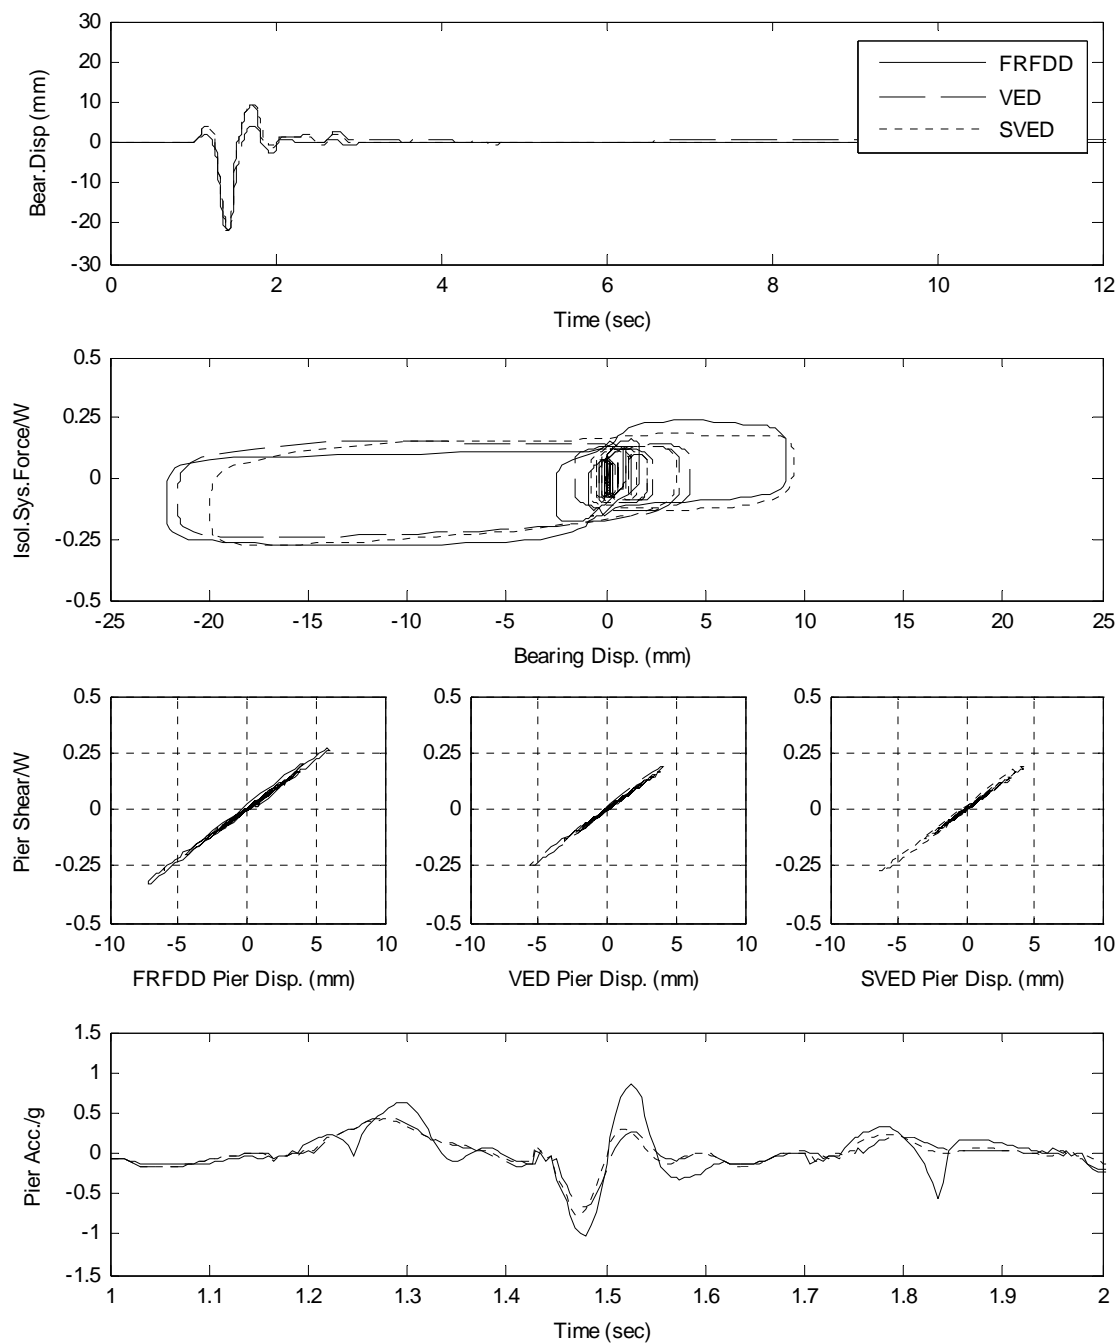 30
20
10
0
-10
-20
-30
Bear.Disp (mm)
FRFDD
VED
SVED
0 2 4 6 8 10 12
Time (sec)
0.5
0.25
0
-0.25
-0.5
Isol.Sys.Force/W
-25 -20 -15 -10 -5 0 5 10 15 20 25
Bearing Disp. (mm)
0.5
0.25
0
-0.25
-0.5
Pier Shear/W
-10 -5 0 5 10
FRFDD Pier Disp. (mm)
0.5
0.25
0
-0.25
-0.5
-10 -5 0 5 10
VED Pier Disp. (mm)
0.5
0.25
0
-0.25
-0.5
-10 -5 0 5 10
SVED Pier Disp. (mm)
1.5
1
0.5
0
-0.5
-1
-1.5
Pier Acc./g
1 1.1 1.2 1.3 1.4 1.5 1.6 1.7 1.8 1.9 2
Time (sec)